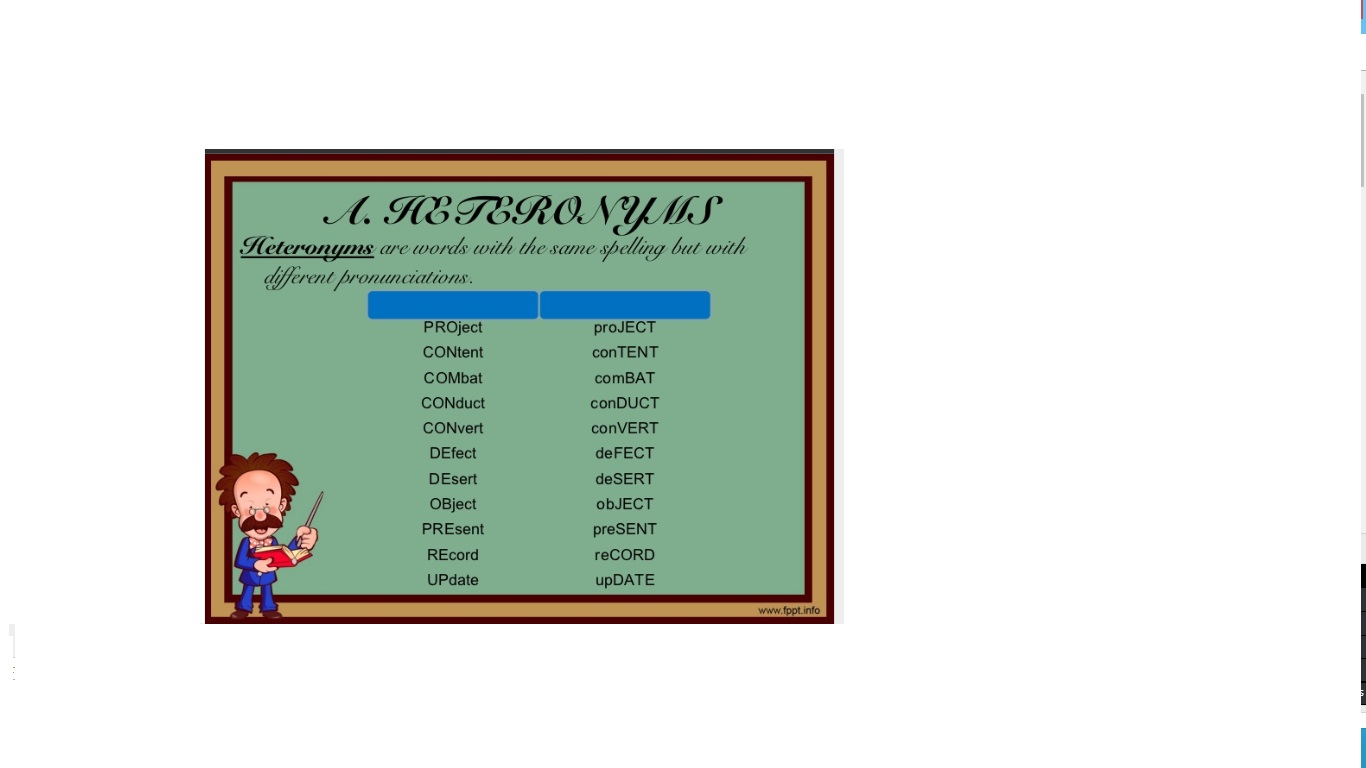 A. HETERONYMS
Heteronyms are words with the same spelling but with
different pronunciations.
PROject proJECT
CONtent conTENT
COMbat comBAT
CONduct conDUCT
CONvert conVERT
DEfect deFECT
DEsert deSERT
OBject obJECT
PREsent preSENT
REcord reCORD
UPdate upDATE
www.fppt.info